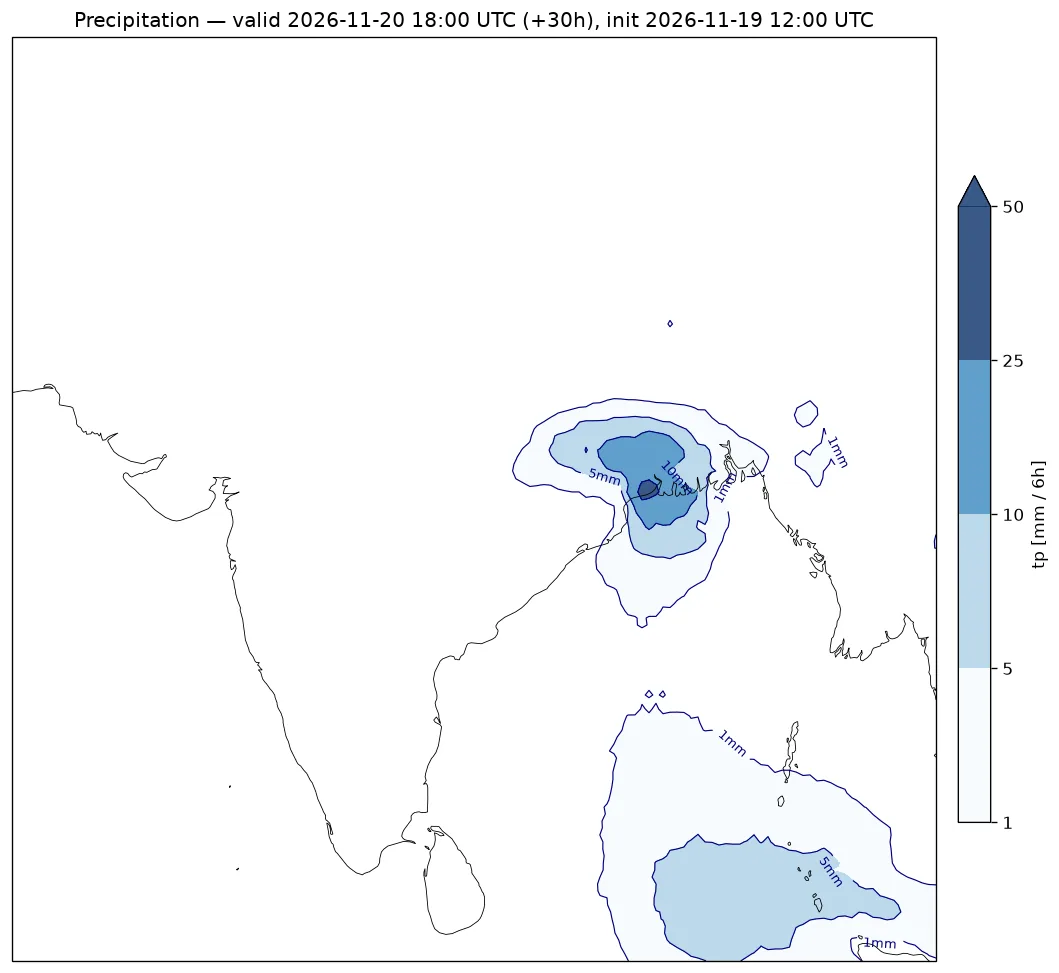 Precipitation — valid 2026-11-20 18:00 UTC (+30h), init 2026-11-19 12:00 UTC
50
25
10
5
1
tp [mm / 6h]
1mm
5mm
10mm
1mm
1mm
5mm
1mm